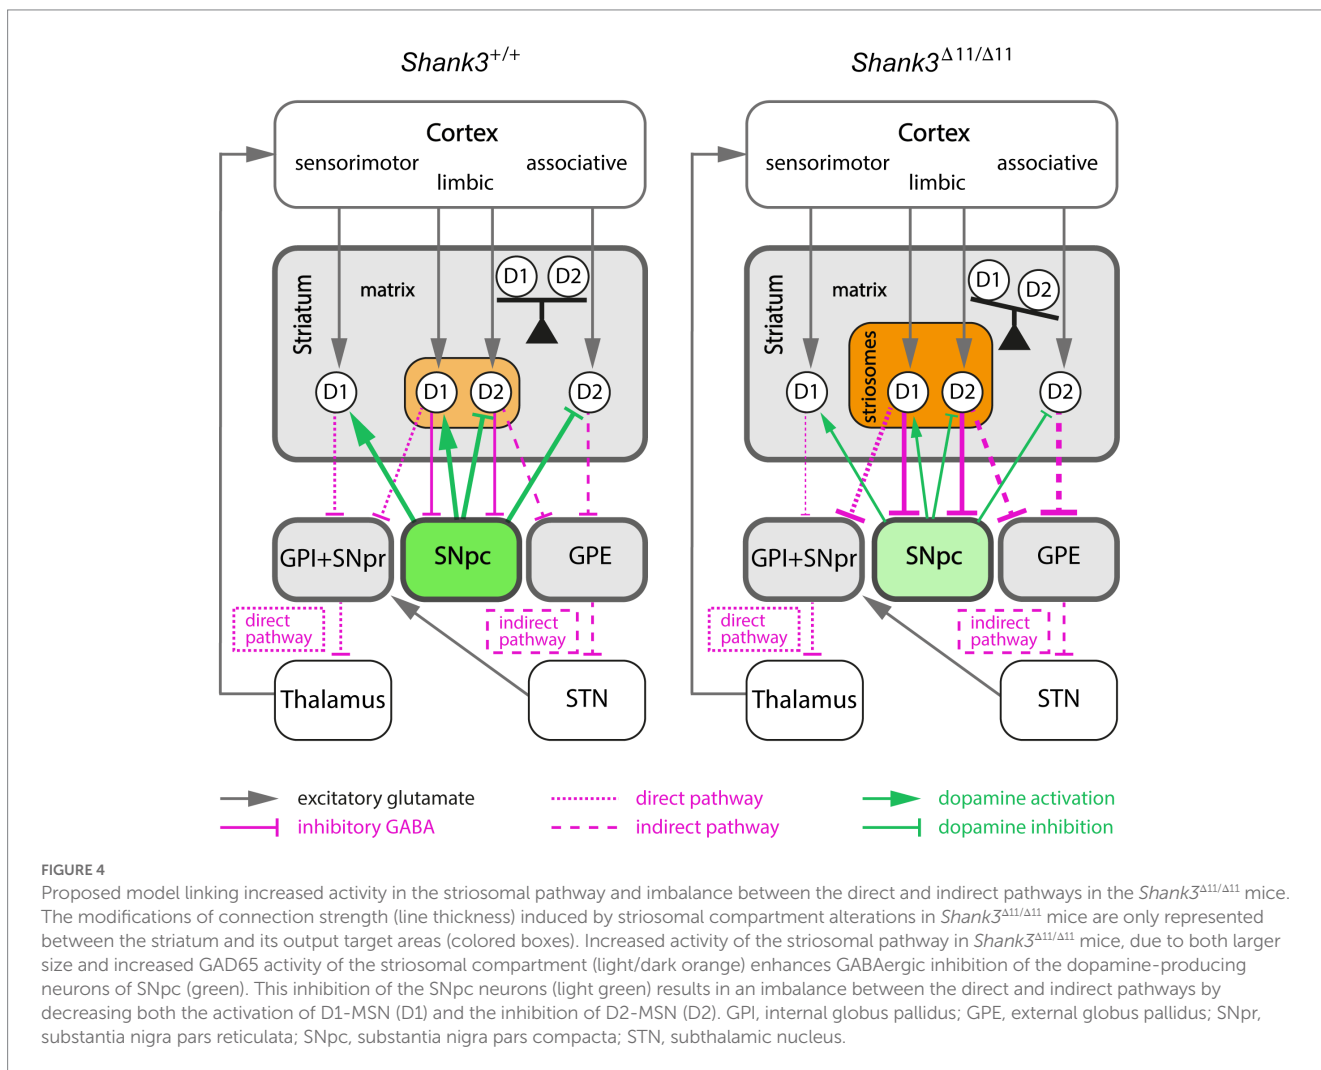 Shank3+/+
Cortex
sensorimotor
limbic
associative
Striatum
matrix
D1
D2
D1
D1
D2
D2
GPI+SNpr
SNpc
GPE
direct
pathway
indirect
pathway
Thalamus
STN
Shank3Δ11/Δ11
Cortex
sensorimotor
limbic
associative
Striatum
matrix
D1
D2
striosomes
D1
D1
D2
D2
GPI+SNpr
SNpc
GPE
direct
pathway
indirect
pathway
Thalamus
STN
excitatory glutamate
direct pathway
dopamine activation
inhibitory GABA
indirect pathway
dopamine inhibition
FIGURE 4
Proposed model linking increased activity in the striosomal pathway and imbalance between the direct and indirect pathways in the Shank3Δ11/Δ11 mice.
The modifications of connection strength (line thickness) induced by striosomal compartment alterations in Shank3Δ11/Δ11 mice are only represented
between the striatum and its output target areas (colored boxes). Increased activity of the striosomal pathway in Shank3Δ11/Δ11 mice, due to both larger
size and increased GAD65 activity of the striosomal compartment (light/dark orange) enhances GABAergic inhibition of the dopamine-producing
neurons of SNpc (green). This inhibition of the SNpc neurons (light green) results in an imbalance between the direct and indirect pathways by
decreasing both the activation of D1-MSN (D1) and the inhibition of D2-MSN (D2). GPI, internal globus pallidus; GPE, external globus pallidus; SNpr,
substantia nigra pars reticulata; SNpc, substantia nigra pars compacta; STN, subthalamic nucleus.